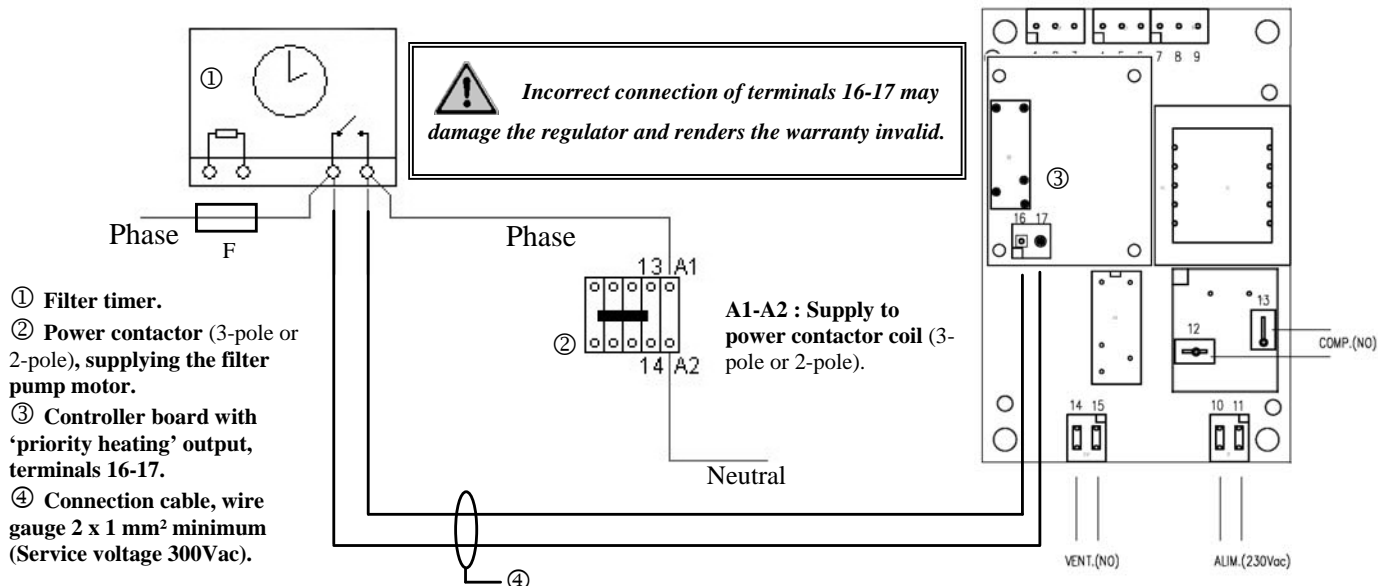 ①
Incorrect connection of terminals 16-17 may
damage the regulator and renders the warranty invalid.
7 8 9
③
16 17
Phase
F
Phase
13 A1
②
14 A2
Neutral
① Filter timer.
② Power contactor (3-pole or
2-pole), supplying the filter
pump motor.
③ Controller board with
‘priority heating’ output,
terminals 16-17.
④ Connection cable, wire
gauge 2 x 1 mm² minimum
(Service voltage 300Vac).
A1-A2 : Supply to
power contactor coil (3-
pole or 2-pole).
13
12
COMP.(NO)
14 15
10 11
VENT.(NO)
ALIM.(230Vac)
④